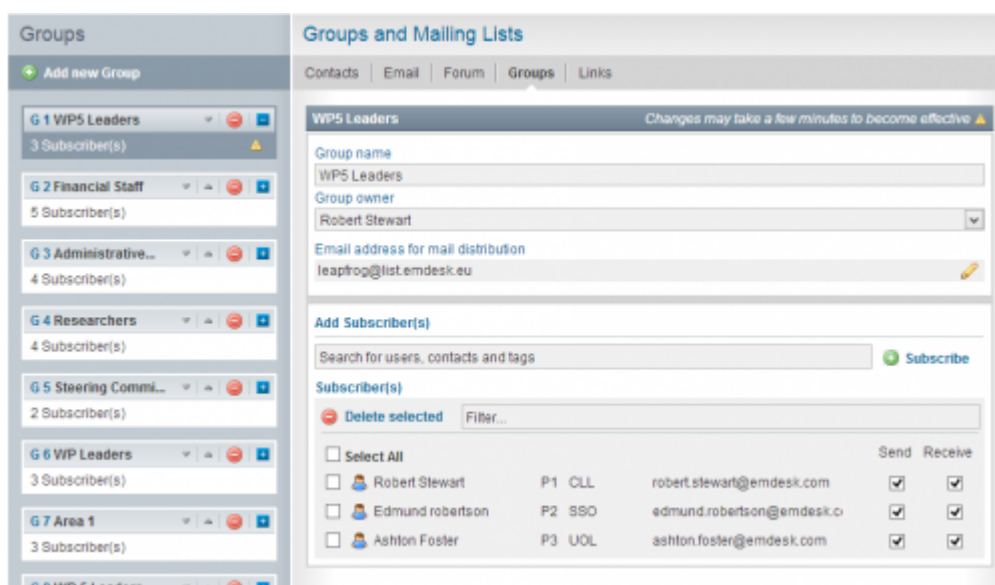 Groups
Add new Group
G 1 WP5 Leaders
3 Subscriber(s)
G 2 Financial Staff
5 Subscriber(s)
G 3 Administrative...
4 Subscriber(s)
G 4 Researchers
4 Subscriber(s)
G 5 Steering Commi...
2 Subscriber(s)
G 6 WP Leaders
3 Subscriber(s)
G 7 Area 1
3 Subscriber(s)
Groups and Mailing Lists
Contacts Email Forum Groups Links
WP5 Leaders Changes may take a few minutes to become effective
Group name
WP5 Leaders
Group owner
Robert Stewart
Email address for mail distribution
leapfrog@list.emdesk.eu
Add Subscriber(s)
Search for users, contacts and tags Subscribe
Subscriber(s)
Delete selected Filter...
Select All Send Receive
Robert Stewart P1 CLL robert.stewart@emdesk.com
Edmund robertson P2 SSO edmund.robertson@emdesk.c
Ashton Foster P3 UOL ashton.foster@emdesk.com